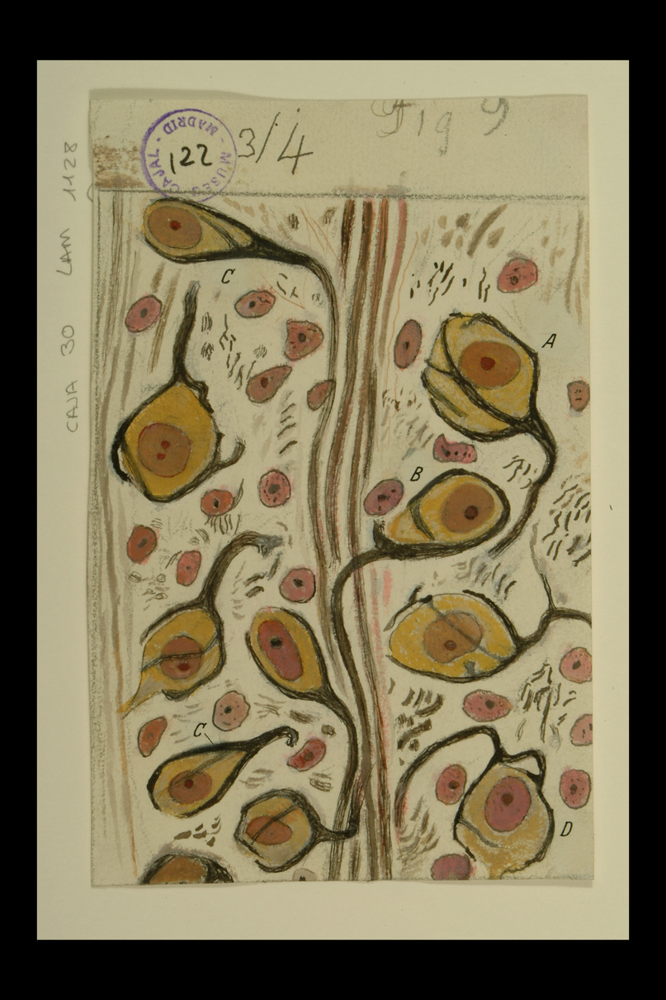 MUSEO CAJAL - MADRID -
122
3/4
Fig 9
CAJA 30 LAM 1128
C
A
B
C
D